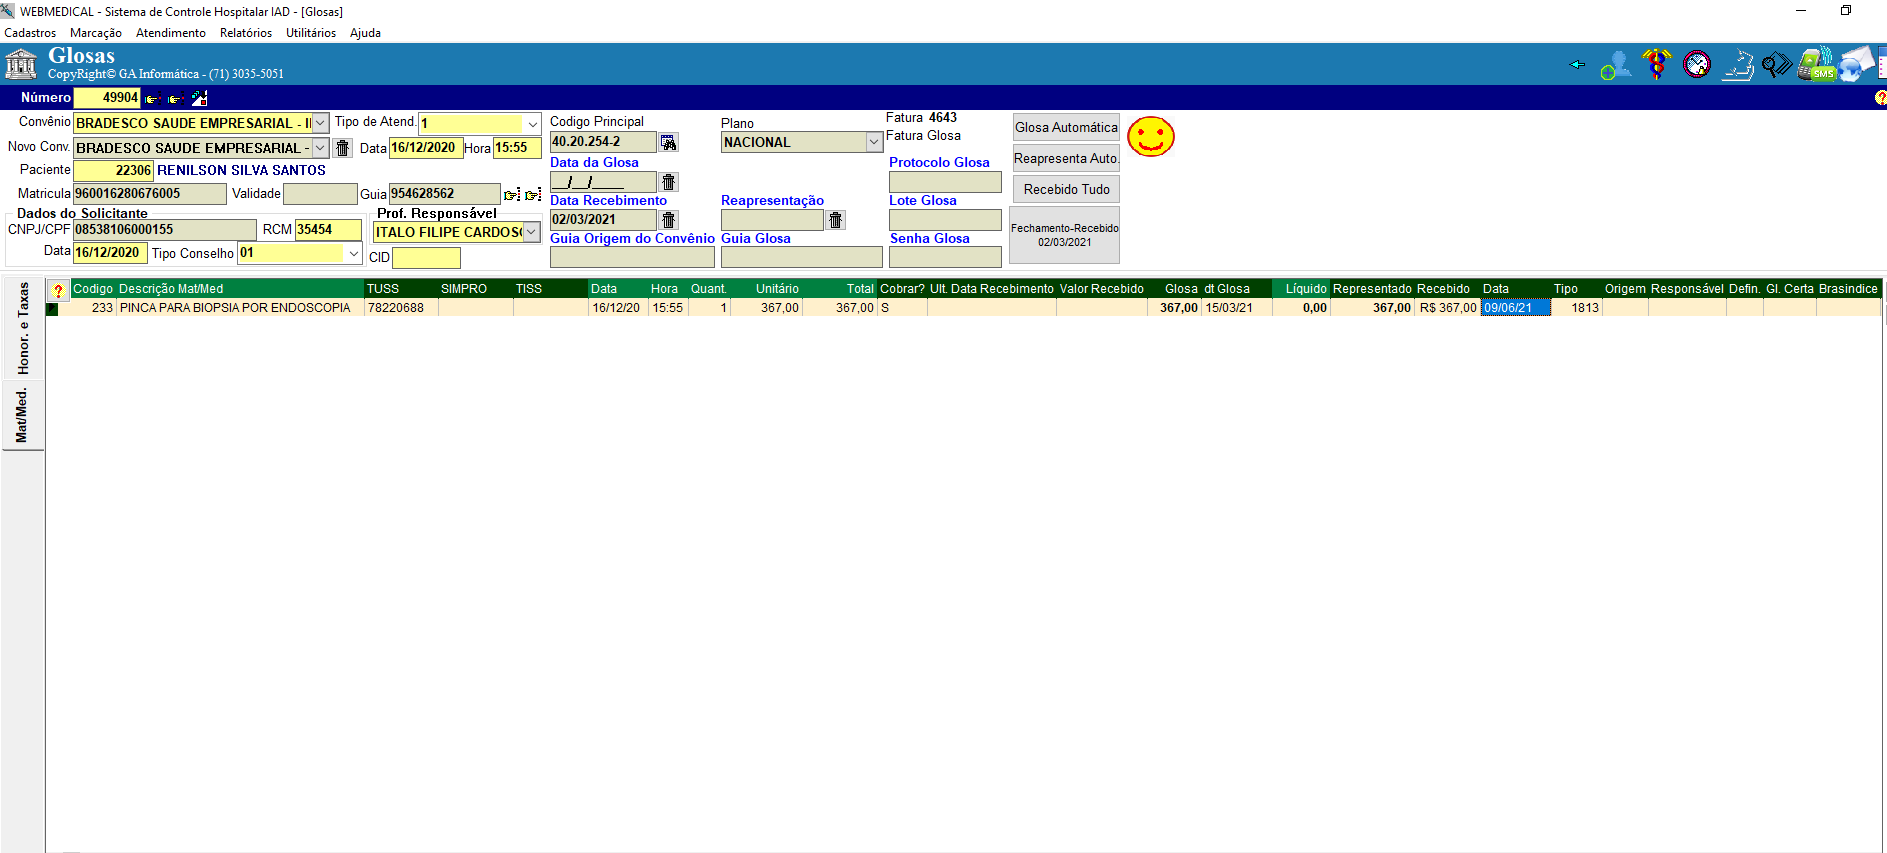 WEBMEDICAL - Sistema de Controle Hospitalar IAD - [Glosas]
Cadastros Marcação Atendimento Relatórios Utilitários Ajuda
Glosas
CopyRight© GA Informática - (71) 3035-5051
SMS
Número 49904
Convênio BRADESCO SAUDE EMPRESARIAL - Tipo de Atend. 1
Codigo Principal Plano Fatura 4643
Fatura Glosa
Novo Conv. BRADESCO SAUDE EMPRESARIAL - Data 16/12/2020 Hora 15:55 40.20.254-2 NACIONAL
Paciente 22306 RENILSON SILVA SANTOS Data da Glosa Protocolo Glosa
Matricula 960016280676005 Validade Guia 954628562 __/__/____
Data Recebimento Reapresentação Lote Glosa
Dados do Solicitante Prof. Responsável 02/03/2021
CNPJ/CPF 08538106000155 RCM 35454 ITALO FILIPE CARDOSO
Guia Origem do Convênio Guia Glosa Senha Glosa
Data 16/12/2020 Tipo Conselho 01 CID
Glosa Automática
Reapresenta Auto.
Recebido Tudo
Fechamento-Recebido
02/03/2021
Honor. e Taxas
Mat/Med.
? Codigo Descrição Mat/Med TUSS SIMPRO TISS Data Hora Quant. Unitário Total Cobrar? Ult. Data Recebimento Valor Recebido Glosa dt Glosa Líquido Representado Recebido Data Tipo Origem Responsável Defin. Gl. Certa Brasindice
233 PINCA PARA BIOPSIA POR ENDOSCOPIA 78220688 16/12/20 15:55 1 367,00 367,00 S 367,00 15/03/21 0,00 367,00 R$ 367,00 09/06/21 1813